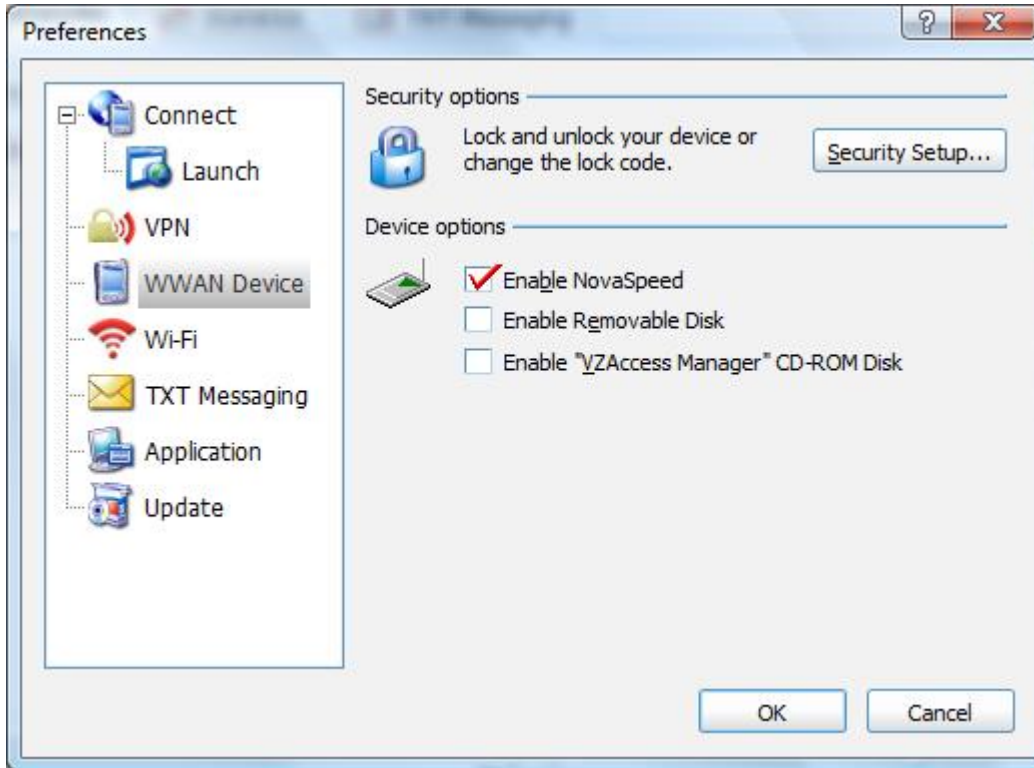 TXT Messaging
Preferences
?
Connect
Launch
VPN
WWAN Device
Wi-Fi
TXT Messaging
Application
Update
Security options
Lock and unlock your device or
change the lock code.
Security Setup...
Device options
Enable NovaSpeed
Enable Removable Disk
Enable "VZAccess Manager" CD-ROM Disk
OK
Cancel